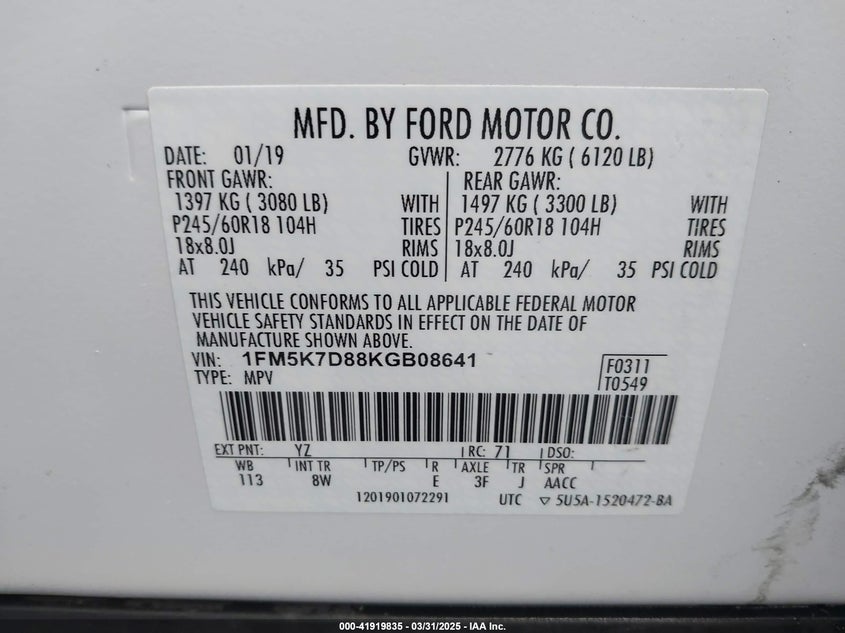 MFD. BY FORD MOTOR CO.
DATE: 01/19 GVWR: 2776 KG ( 6120 LB)
FRONT GAWR: REAR GAWR:
1397 KG ( 3080 LB) WITH 1497 KG ( 3300 LB) WITH
P245/60R18 104H TIRES P245/60R18 104H TIRES
18x8.0J RIMS 18x8.0J RIMS
AT 240 kPa/ 35 PSI COLD AT 240 kPa/ 35 PSI COLD
THIS VEHICLE CONFORMS TO ALL APPLICABLE FEDERAL MOTOR
VEHICLE SAFETY STANDARDS IN EFFECT ON THE DATE OF
MANUFACTURE SHOWN ABOVE.
VIN: 1FM5K7D88KGB08641 F0311
TYPE: MPV T0549
EXT PNT: YZ RC: 71 DSO:
WB INT TR TP/PS R AXLE TR SPR
113 8W E 3F J AACC
1201901072291 UTC ▽ 5U5A-1520472-BA
000-41919835 - 03/31/2025 - IAA Inc.